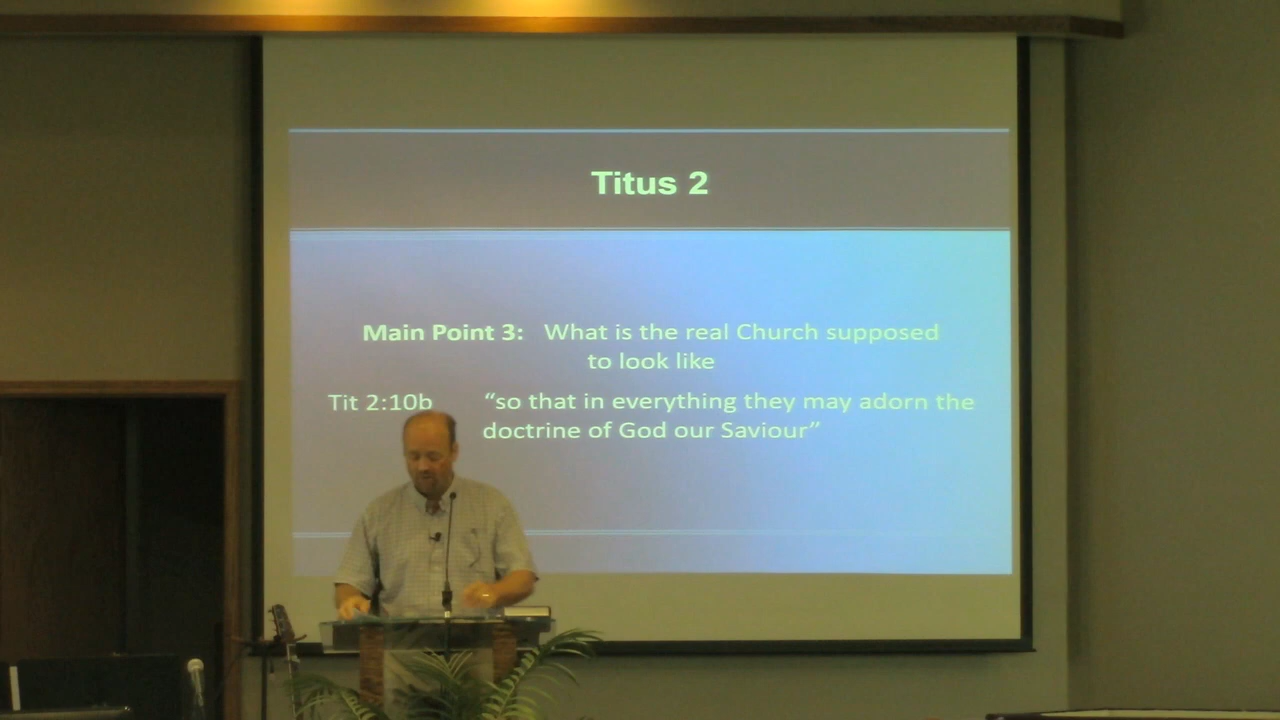 Titus 2
Main Point 3: What is the real Church supposed
to look like
Tit 2:10b “so that in everything they may adorn the
doctrine of God our Saviour”